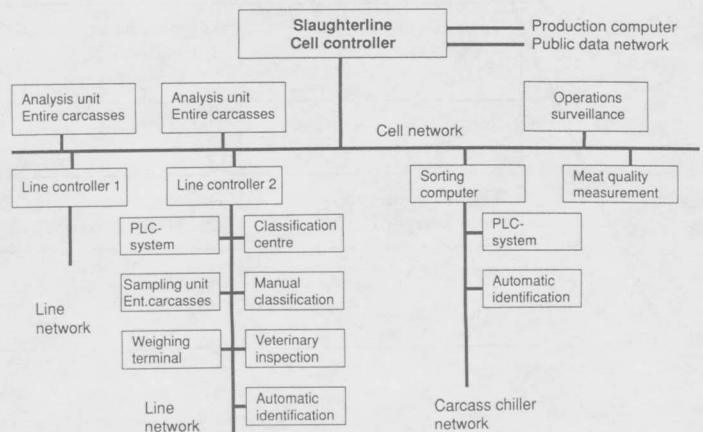 Slaughterline
Cell controller
Production computer
Public data network
Analysis unit
Entire carcasses
Analysis unit
Entire carcasses
Operations
surveillance
Cell network
Line controller 1
Line controller 2
Sorting
computer
Meat quality
measurement
PLC-
system
Classification
centre
PLC-
system
Sampling unit
Ent.carcasses
Manual
classification
Automatic
identification
Line
network
Weighing
terminal
Veterinary
inspection
Line
network
Automatic
identification
Carcass chiller
network